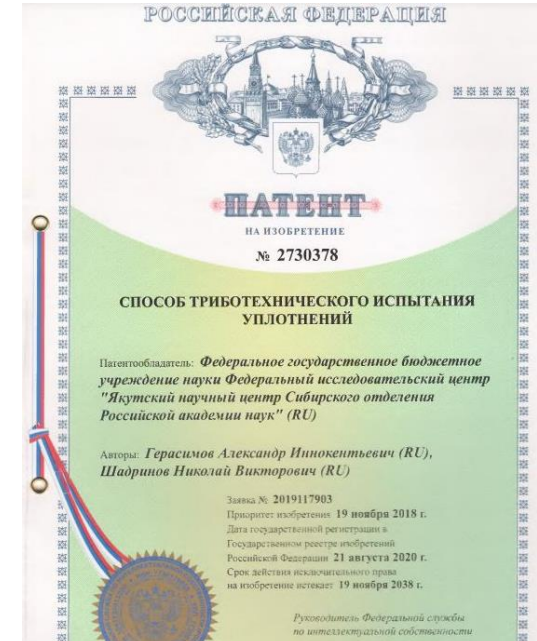 РОССИЙСКАЯ ФЕДЕРАЦИЯ
ПАТЕНТ
НА ИЗОБРЕТЕНИЕ
№ 2730378
СПОСОБ ТРИБОТЕХНИЧЕСКОГО ИСПЫТАНИЯ
УПЛОТНЕНИЙ
Патентообладатель: Федеральное государственное бюджетное
учреждение науки Федеральный исследовательский центр
"Якутский научный центр Сибирского отделения
Российской академии наук" (RU)
Авторы: Герасимов Александр Иннокентьевич (RU),
Шадринов Николай Викторович (RU)
Заявка № 2019117903
Приоритет изобретения 19 ноября 2018 г.
Дата государственной регистрации в
Государственном реестре изобретений
Российской Федерации 21 августа 2020 г.
Срок действия исключительного права
на изобретение истекает 19 ноября 2038 г.
Руководитель Федеральной службы
по интеллектуальной собственности